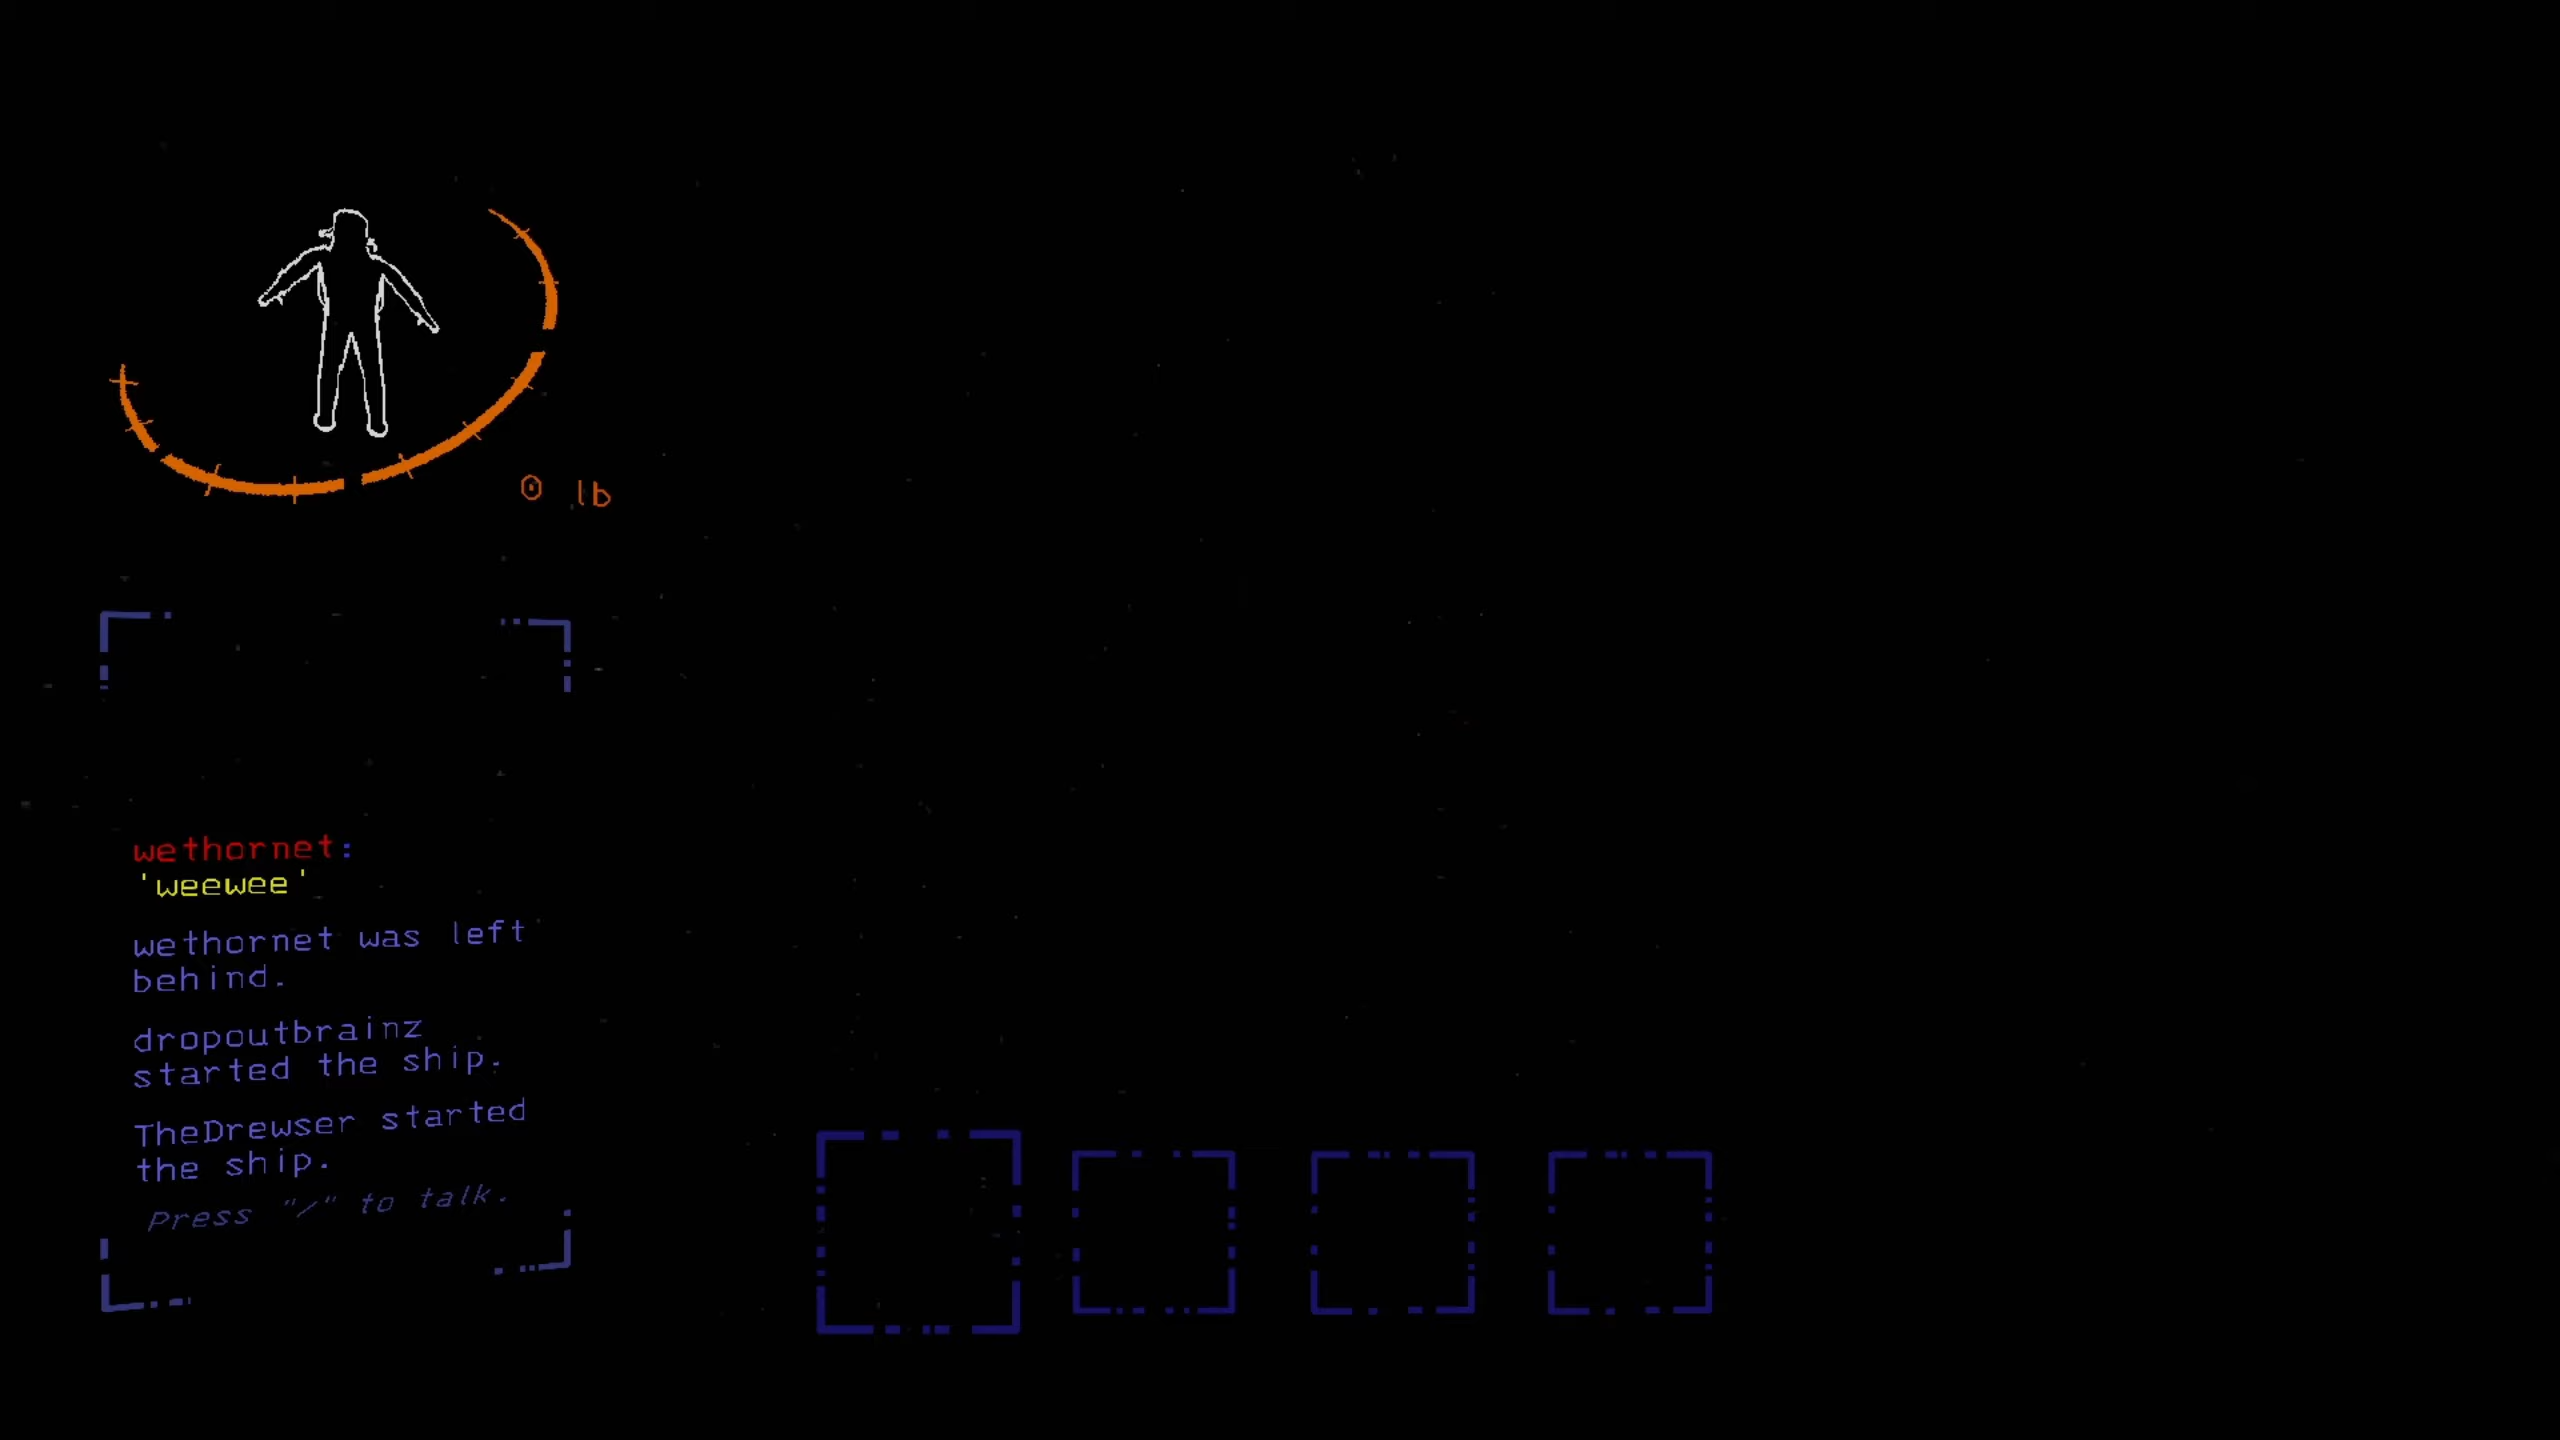 0 lb
wethornet:
'weewee'
wethornet was left
behind.
dropoutbrainz
started the ship.
TheDrewser started
the ship.
Press "/" to talk.